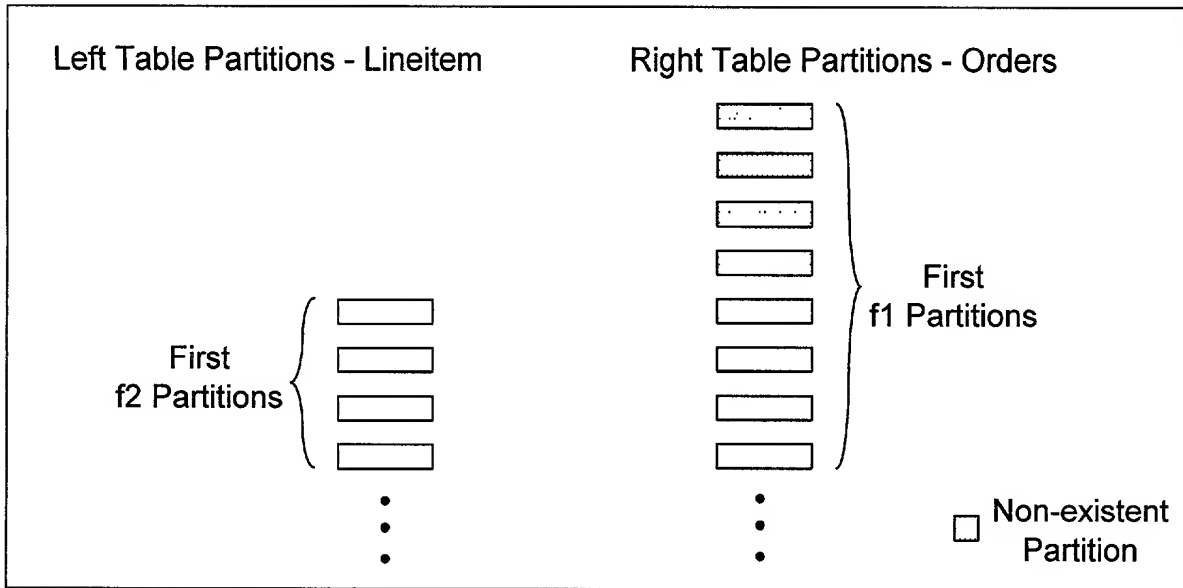 Left Table Partitions - Lineitem
Right Table Partitions - Orders
First
f1 Partitions
First
f2 Partitions
Non-existent
Partition